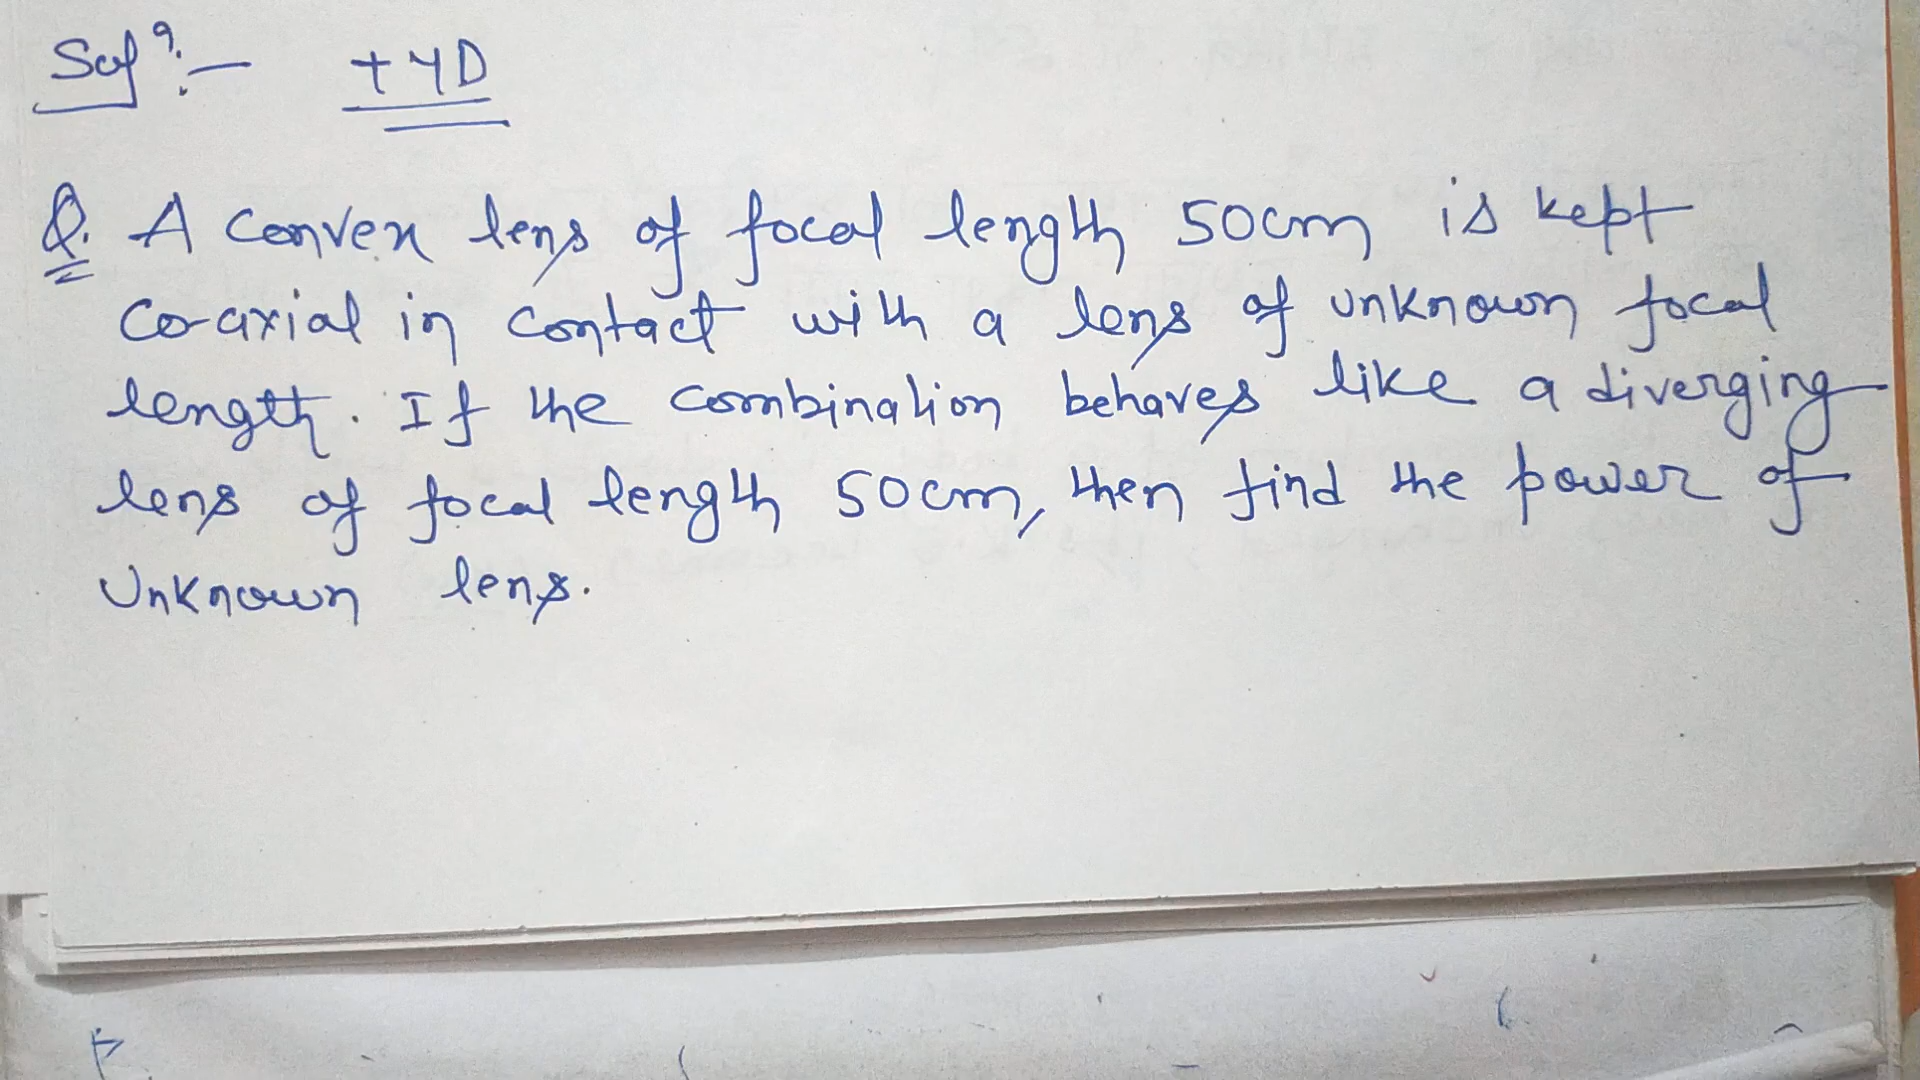 Solⁿ:- +4D
Q. A convex lens of focal length 50cm is kept
co-axial in contact with a lens of unknown focal
length. If the combination behaves like a diverging
lens of focal length 50cm, then find the power of
Unknown lens.